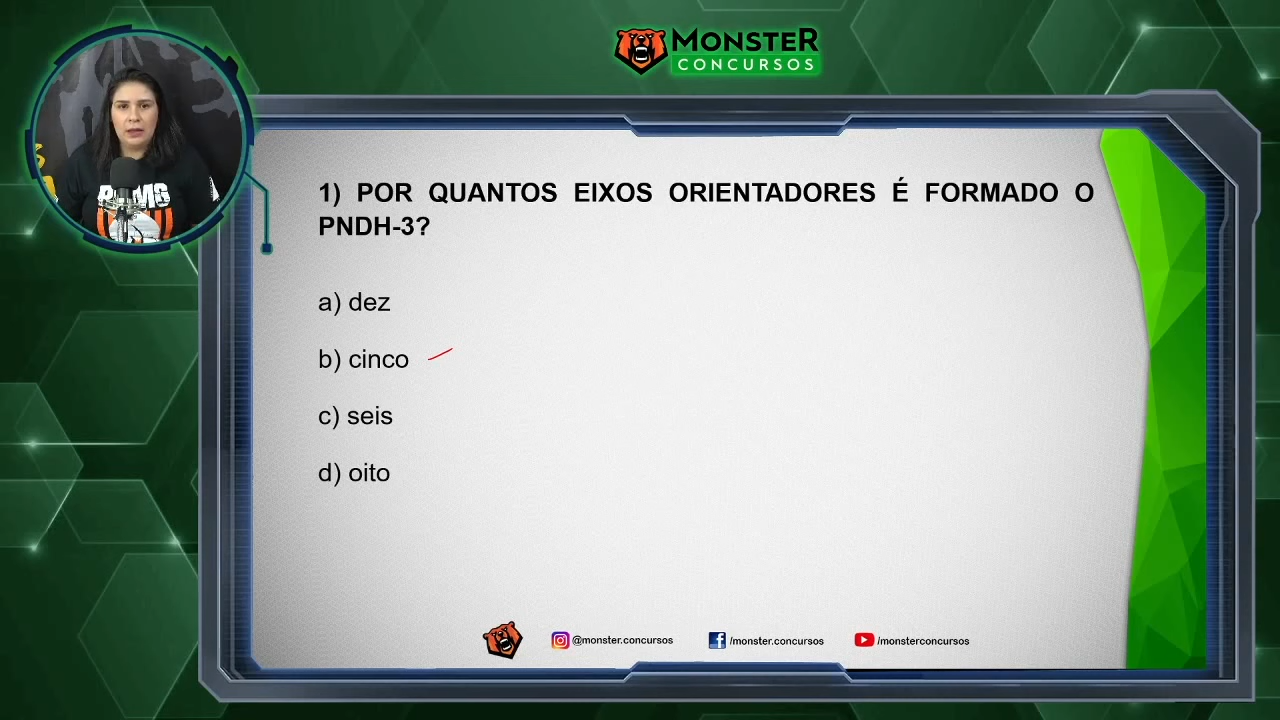 MONSTER
CONCURSOS
1) POR QUANTOS EIXOS ORIENTADORES É FORMADO O
PNDH-3?
a) dez
b) cinco
c) seis
d) oito
@monster.concursos
/monster.concursos
/monsterconcursos